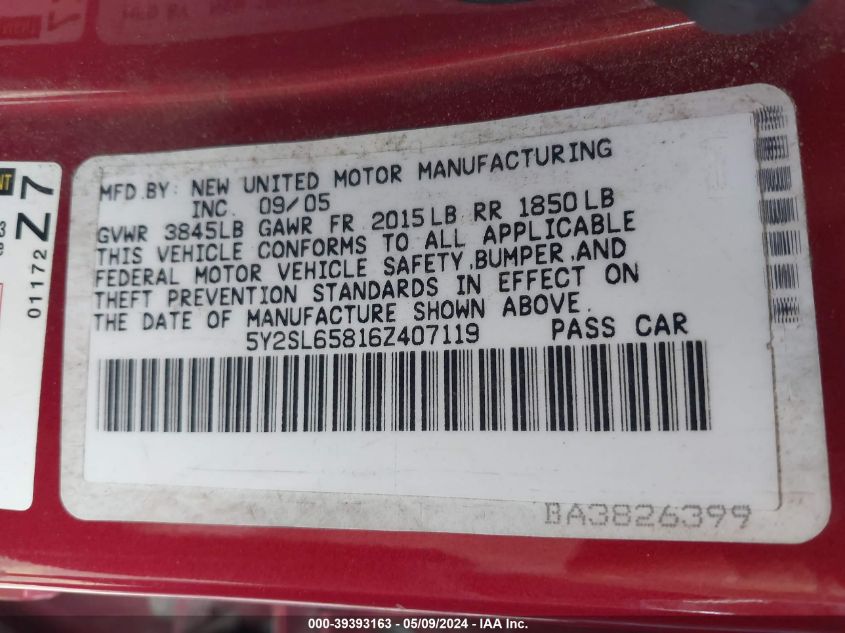 MFD.BY: NEW UNITED MOTOR MANUFACTURING
INC. 09/05
GVWR 3845LB GAWR FR 2015LB RR 1850LB
THIS VEHICLE CONFORMS TO ALL APPLICABLE
FEDERAL MOTOR VEHICLE SAFETY,BUMPER,AND
THEFT PREVENTION STANDARDS IN EFFECT ON
THE DATE OF MANUFACTURE SHOWN ABOVE.
5Y2SL65816Z407119 PASS CAR
BA3826399
Z7
01172
000-39393163 - 05/09/2024 - IAA Inc.